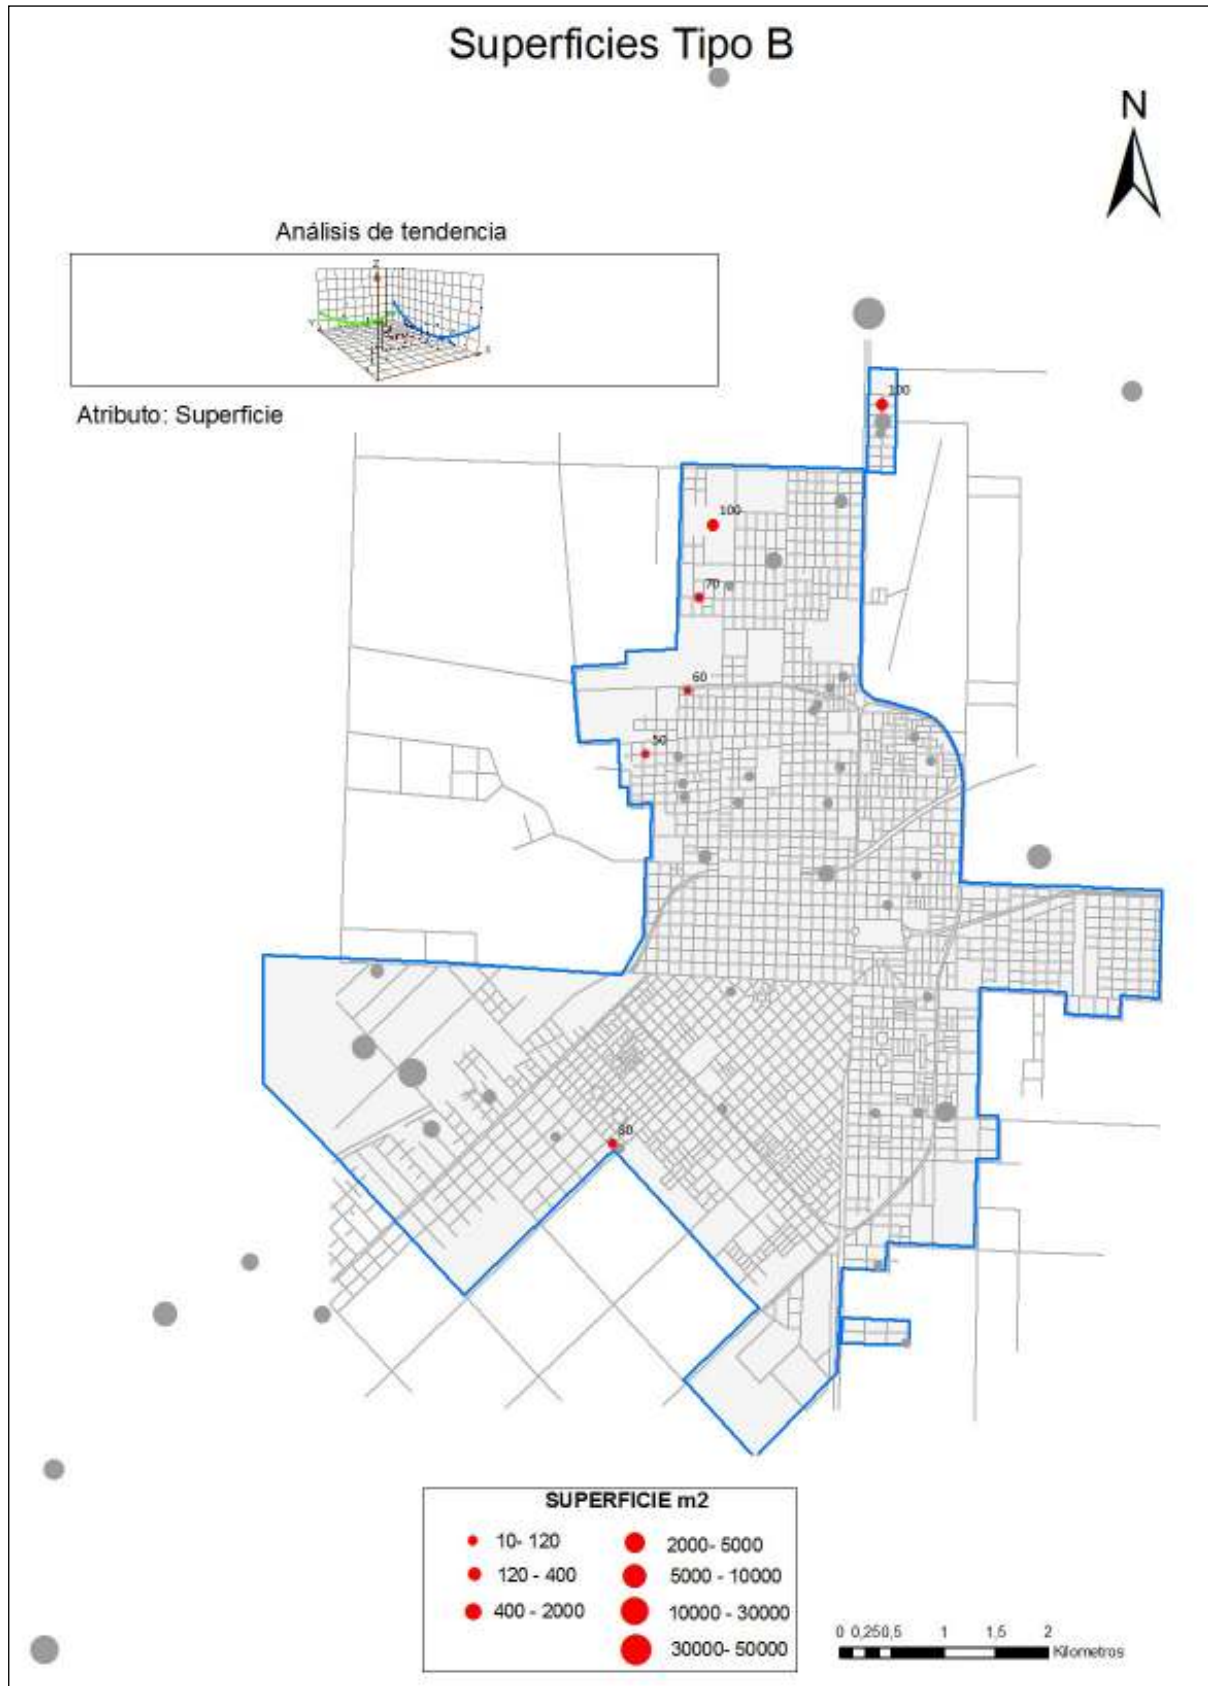 Superficies Tipo B
N
Análisis de tendencia
Z
Y
X
Atributo: Superficie
100
100
70
60
50
80
SUPERFICIE m2
10- 120
120 - 400
400 - 2000
2000- 5000
5000 - 10000
10000 - 30000
30000- 50000
0 0,250,5 1 1,5 2
Kilometros